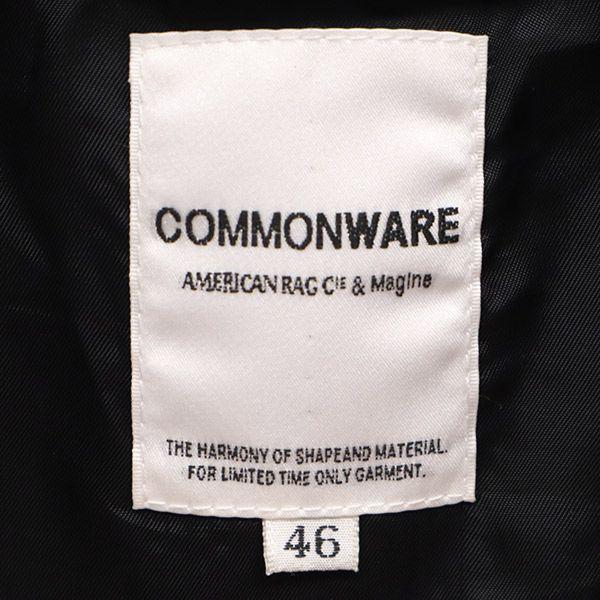 COMMONWARE
AMERICAN RAG CIE & MagIne
THE HARMONY OF SHAPEAND MATERIAL.
FOR LIMITED TIME ONLY GARMENT.
46